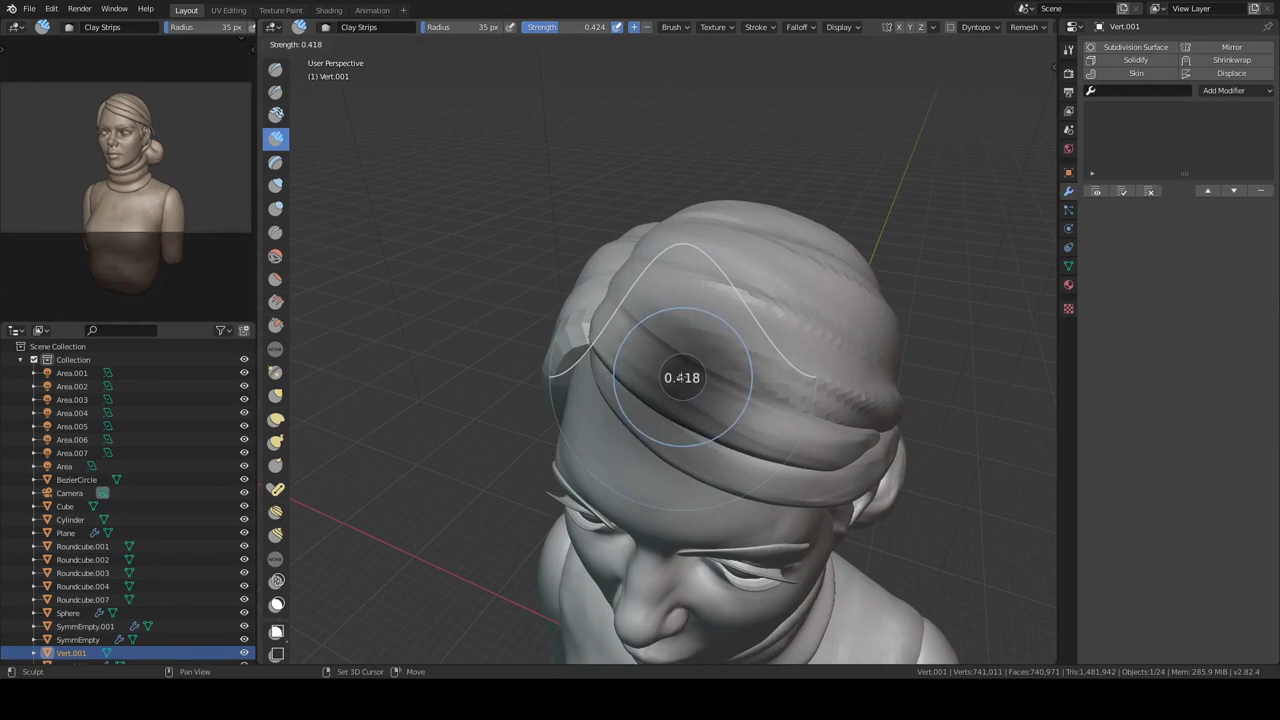 File Edit Render Window Help Layout UV Editing Texture Paint Shading Animation Scene View Layer
Clay Strips Radius 35 px Clay Strips Radius 35 px Strength 0.424 Brush Texture Stroke Falloff Display X Y Z Dyntopo Remesh Vert.001
Strength: 0.418
User Perspective
(1) Vert.001
Subdivision Surface Mirror
Solidify Shrinkwrap
Skin Displace
Add Modifier
0.418
NONE
NONE
Scene Collection
Collection
Area.001
Area.002
Area.003
Area.004
Area.005
Area.006
Area.007
Area
BezierCircle
Camera
Cube
Cylinder
Plane
Roundcube.001
Roundcube.002
Roundcube.003
Roundcube.004
Roundcube.007
Sphere
SymmEmpty.001
SymmEmpty
Vert.001
Sculpt Pan View Set 3D Cursor Move Vert.001 | Verts:741,011 | Faces:740,971 | Tris:1,481,942 | Objects:1/24 | Mem: 285.9 MiB | v2.82.4